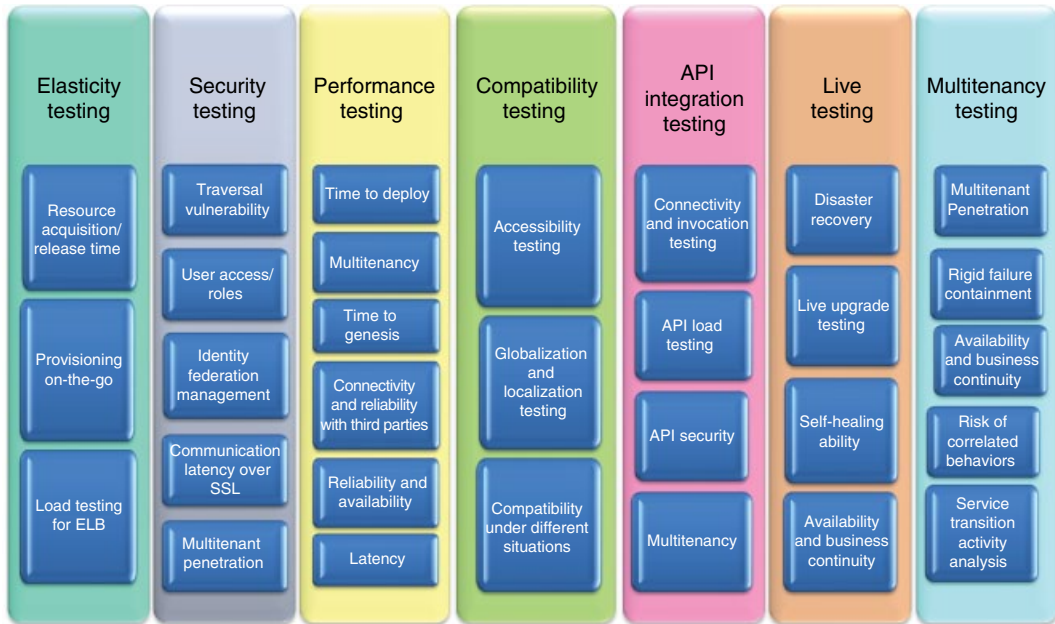 Elasticity
testing
Resource
acquisition/
release time
Provisioning
on-the-go
Load testing
for ELB
Security
testing
Traversal
vulnerability
User access/
roles
Identity
federation
management
Communication
latency over
SSL
Multitenant
penetration
Performance
testing
Time to deploy
Multitenancy
Time to
genesis
Connectivity
and reliability
with third parties
Reliability and
availability
Latency
Compatibility
testing
Accessibility
testing
Globalization
and
localization
testing
Compatibility
under different
situations
API
integration
testing
Connectivity
and invocation
testing
API load
testing
API security
Multitenancy
Live
testing
Disaster
recovery
Live upgrade
testing
Self-healing
ability
Availability
and business
continuity
Multitenancy
testing
Multitenant
Penetration
Rigid failure
containment
Availability
and business
continuity
Risk of
correlated
behaviors
Service
transition
activity
analysis